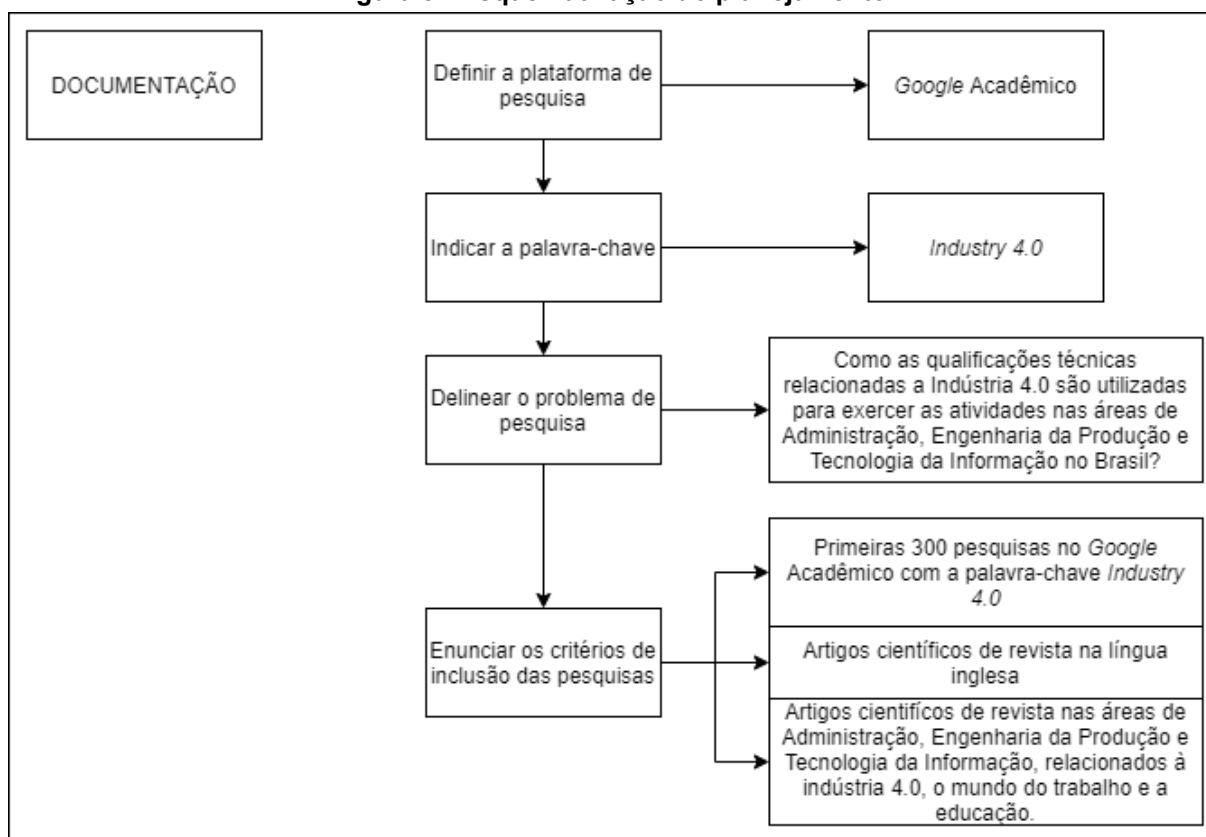 DOCUMENTAÇÃO
Definir a plataforma de
pesquisa
Google Acadêmico
Indicar a palavra-chave
Industry 4.0
Delinear o problema de
pesquisa
Como as qualificações técnicas
relacionadas a Indústria 4.0 são utilizadas
para exercer as atividades nas áreas de
Administração, Engenharia da Produção e
Tecnologia da Informação no Brasil?
Enunciar os critérios de
inclusão das pesquisas
Primeiras 300 pesquisas no Google
Acadêmico com a palavra-chave Industry
4.0
Artigos científicos de revista na língua
inglesa
Artigos cientifícos de revista nas áreas de
Administração, Engenharia da Produção e
Tecnologia da Informação, relacionados à
indústria 4.0, o mundo do trabalho e a
educação.